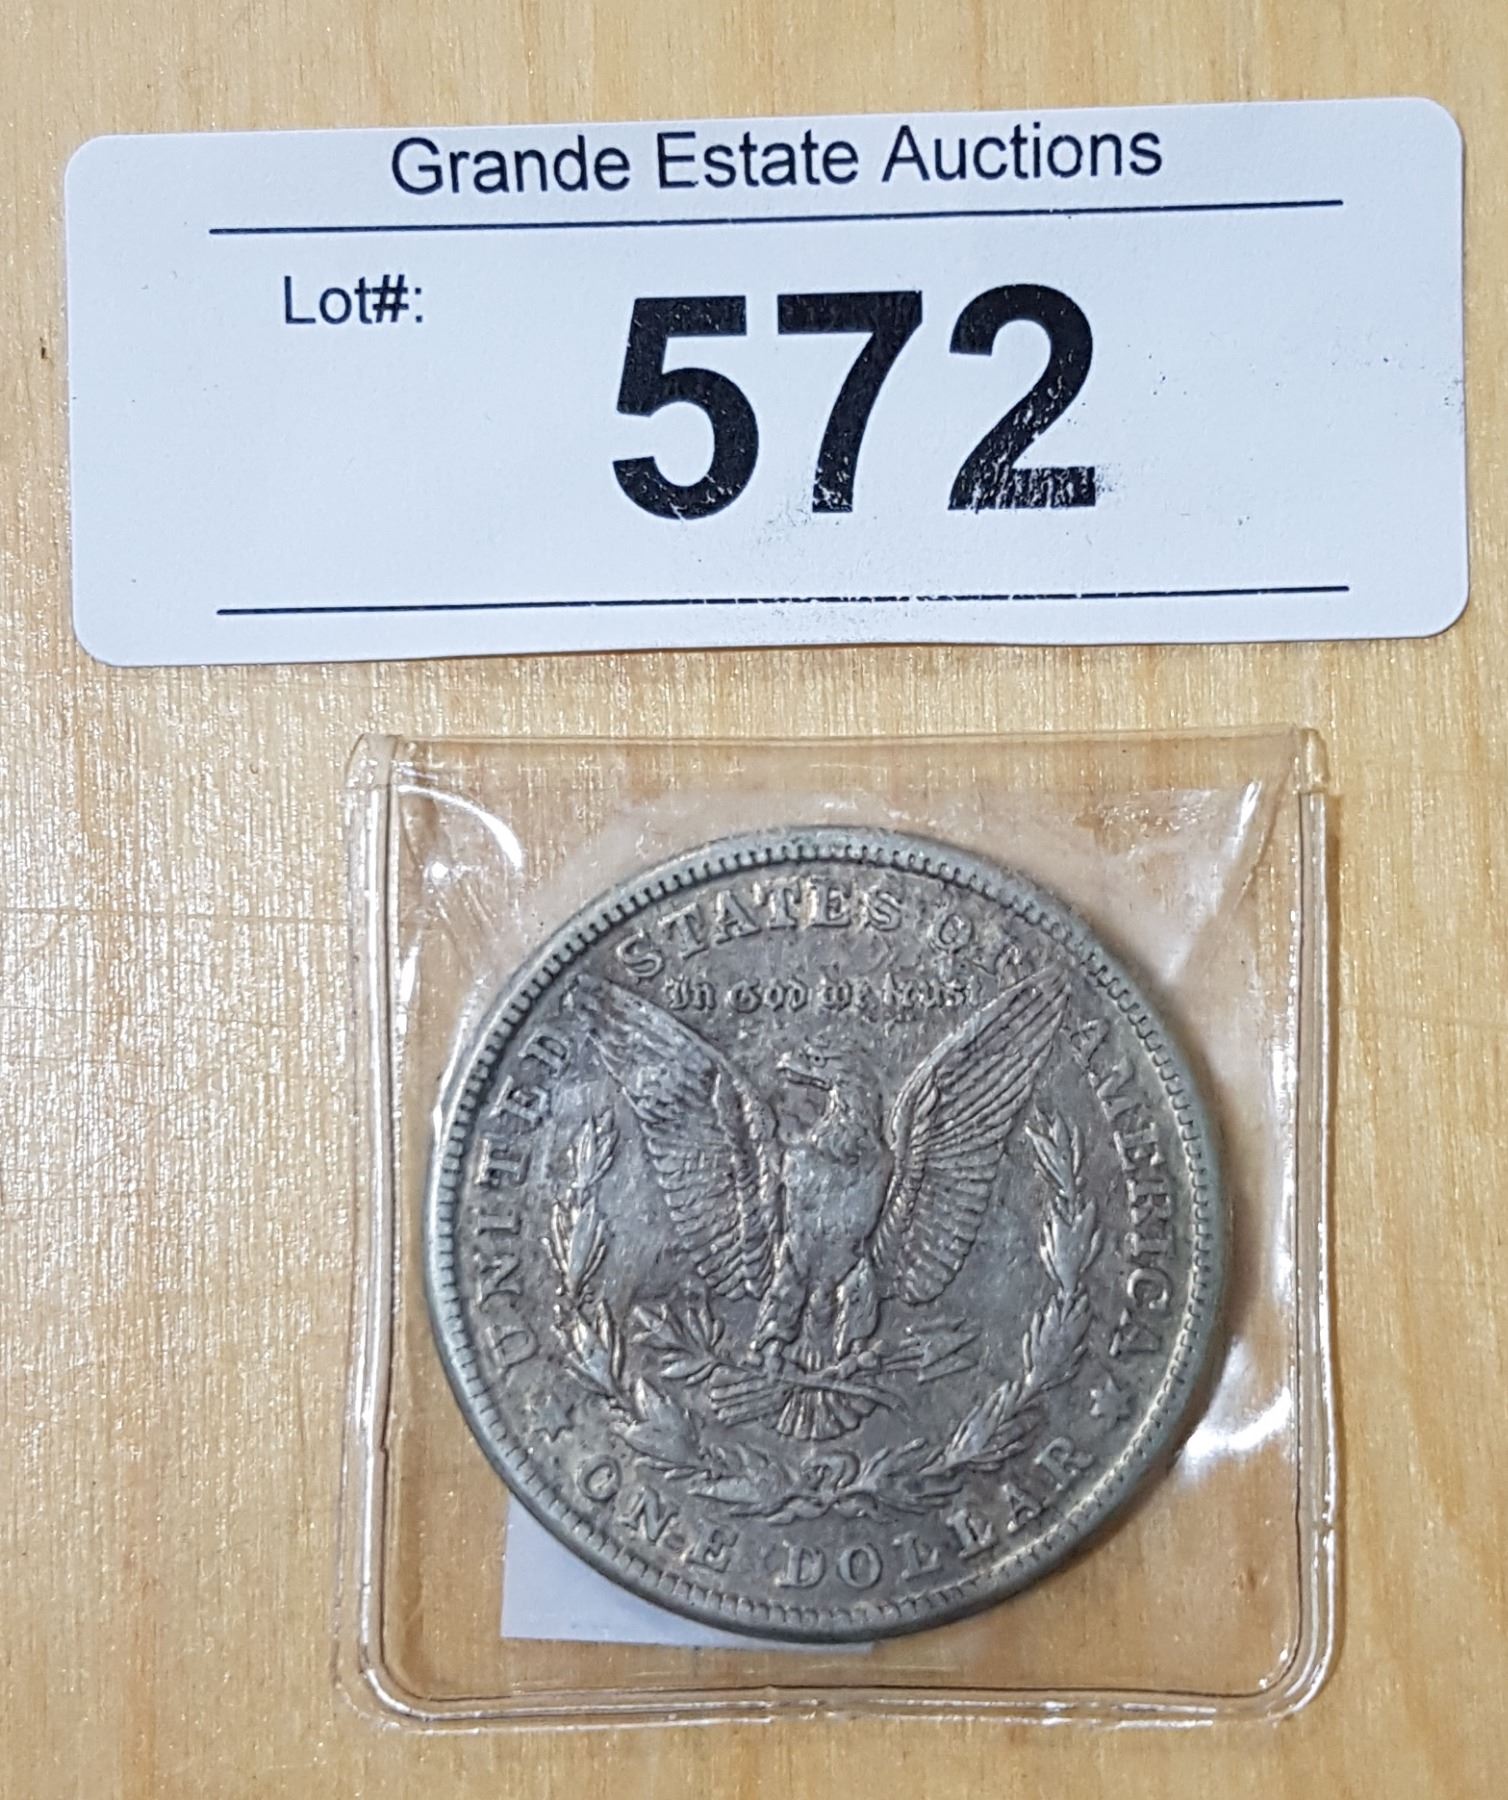 Grande Estate Auctions
Lot#:
572
UNITED STATES OF AMERICA
In God we trust
ONE DOLLAR